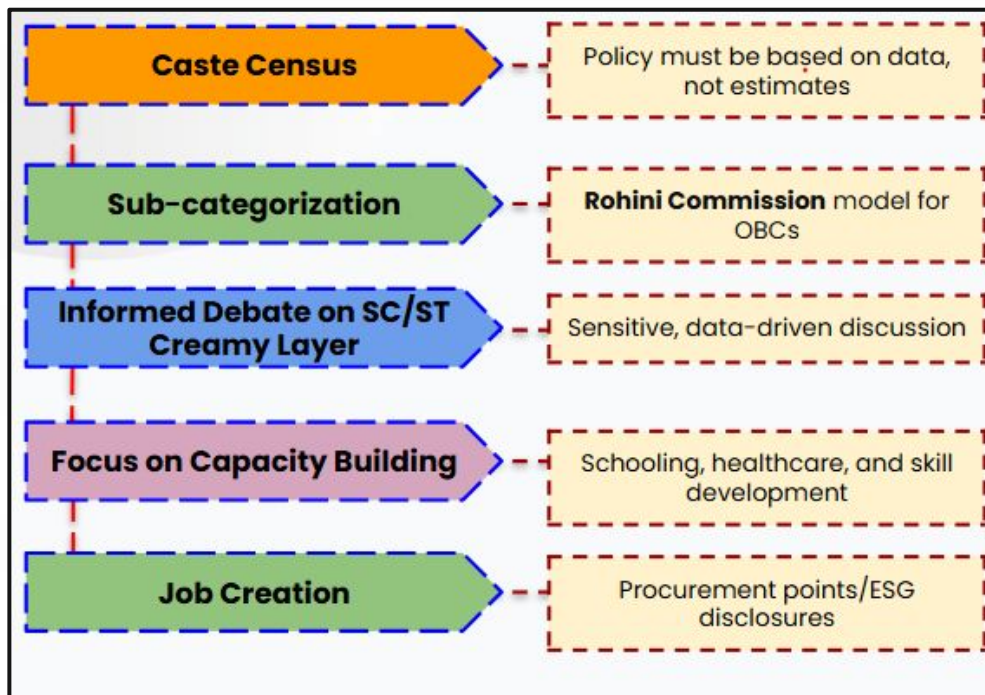 Caste Census
Policy must be based on data,
not estimates
Sub-categorization
Rohini Commission model for
OBCs
Informed Debate on SC/ST
Creamy Layer
Sensitive, data-driven discussion
Focus on Capacity Building
Schooling, healthcare, and skill
development
Job Creation
Procurement points/ESG
disclosures